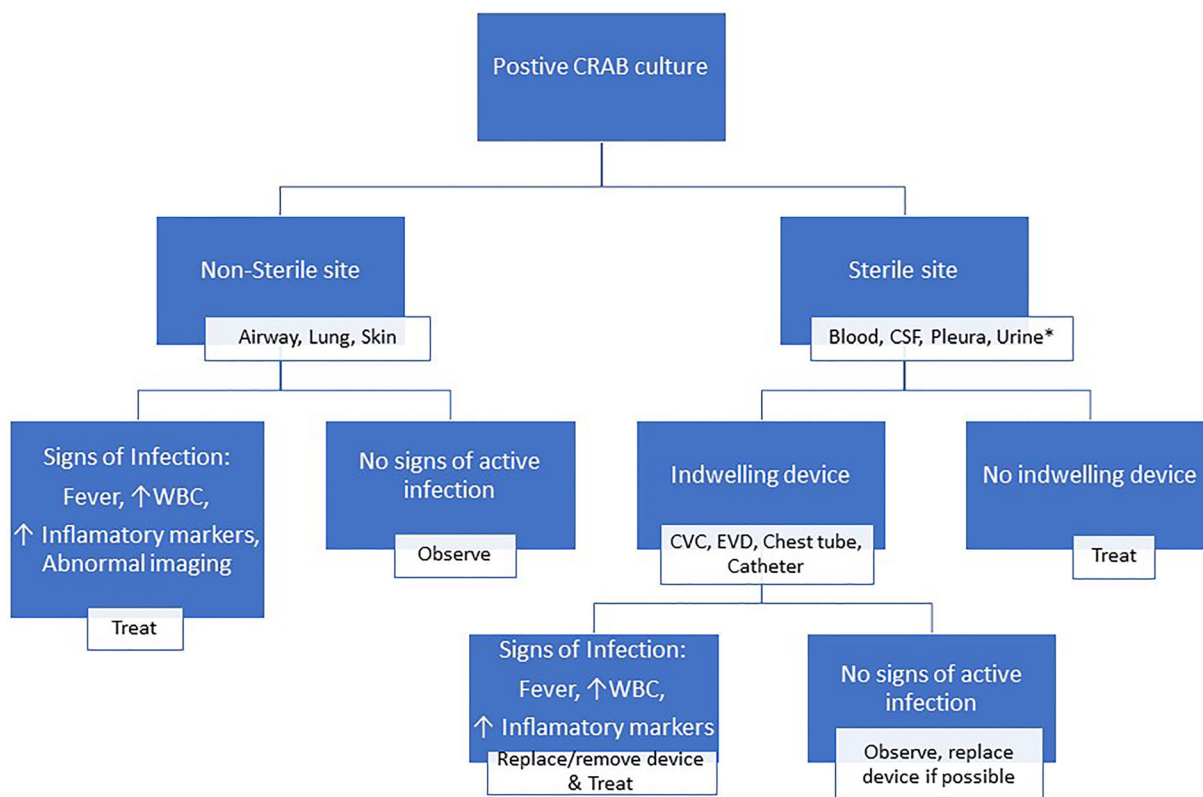 Postive CRAB culture
Non-Sterile site
Airway, Lung, Skin
Sterile site
Blood, CSF, Pleura, Urine*
Signs of Infection:
Fever, ↑WBC,
↑ Inflamatory markers,
Abnormal imaging
Treat
No signs of active
infection
Observe
Indwelling device
CVC, EVD, Chest tube,
Catheter
No indwelling device
Treat
Signs of Infection:
Fever, ↑WBC,
↑ Inflamatory markers
Replace/remove device
& Treat
No signs of active
infection
Observe, replace
device if possible